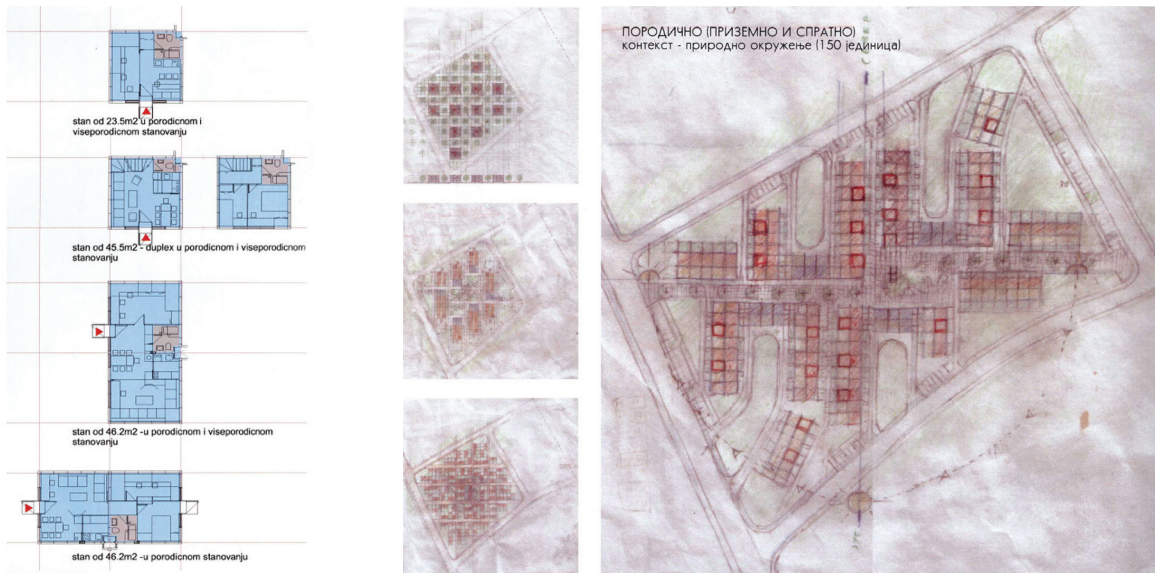 stan od 23.5m2 u porodicnom i
viseporodicnom stanovanju
stan od 45.5m2 - duplex u porodicnom i viseporodicnom
stanovanju
stan od 46.2m2 -u porodicnom i viseporodicnom
stanovanju
stan od 46.2m2 -u porodicnom stanovanju
ПОРОДИЧНО (ПРИЗЕМНО И СПРАТНО)
контекст - природно окружење (150 јединица)